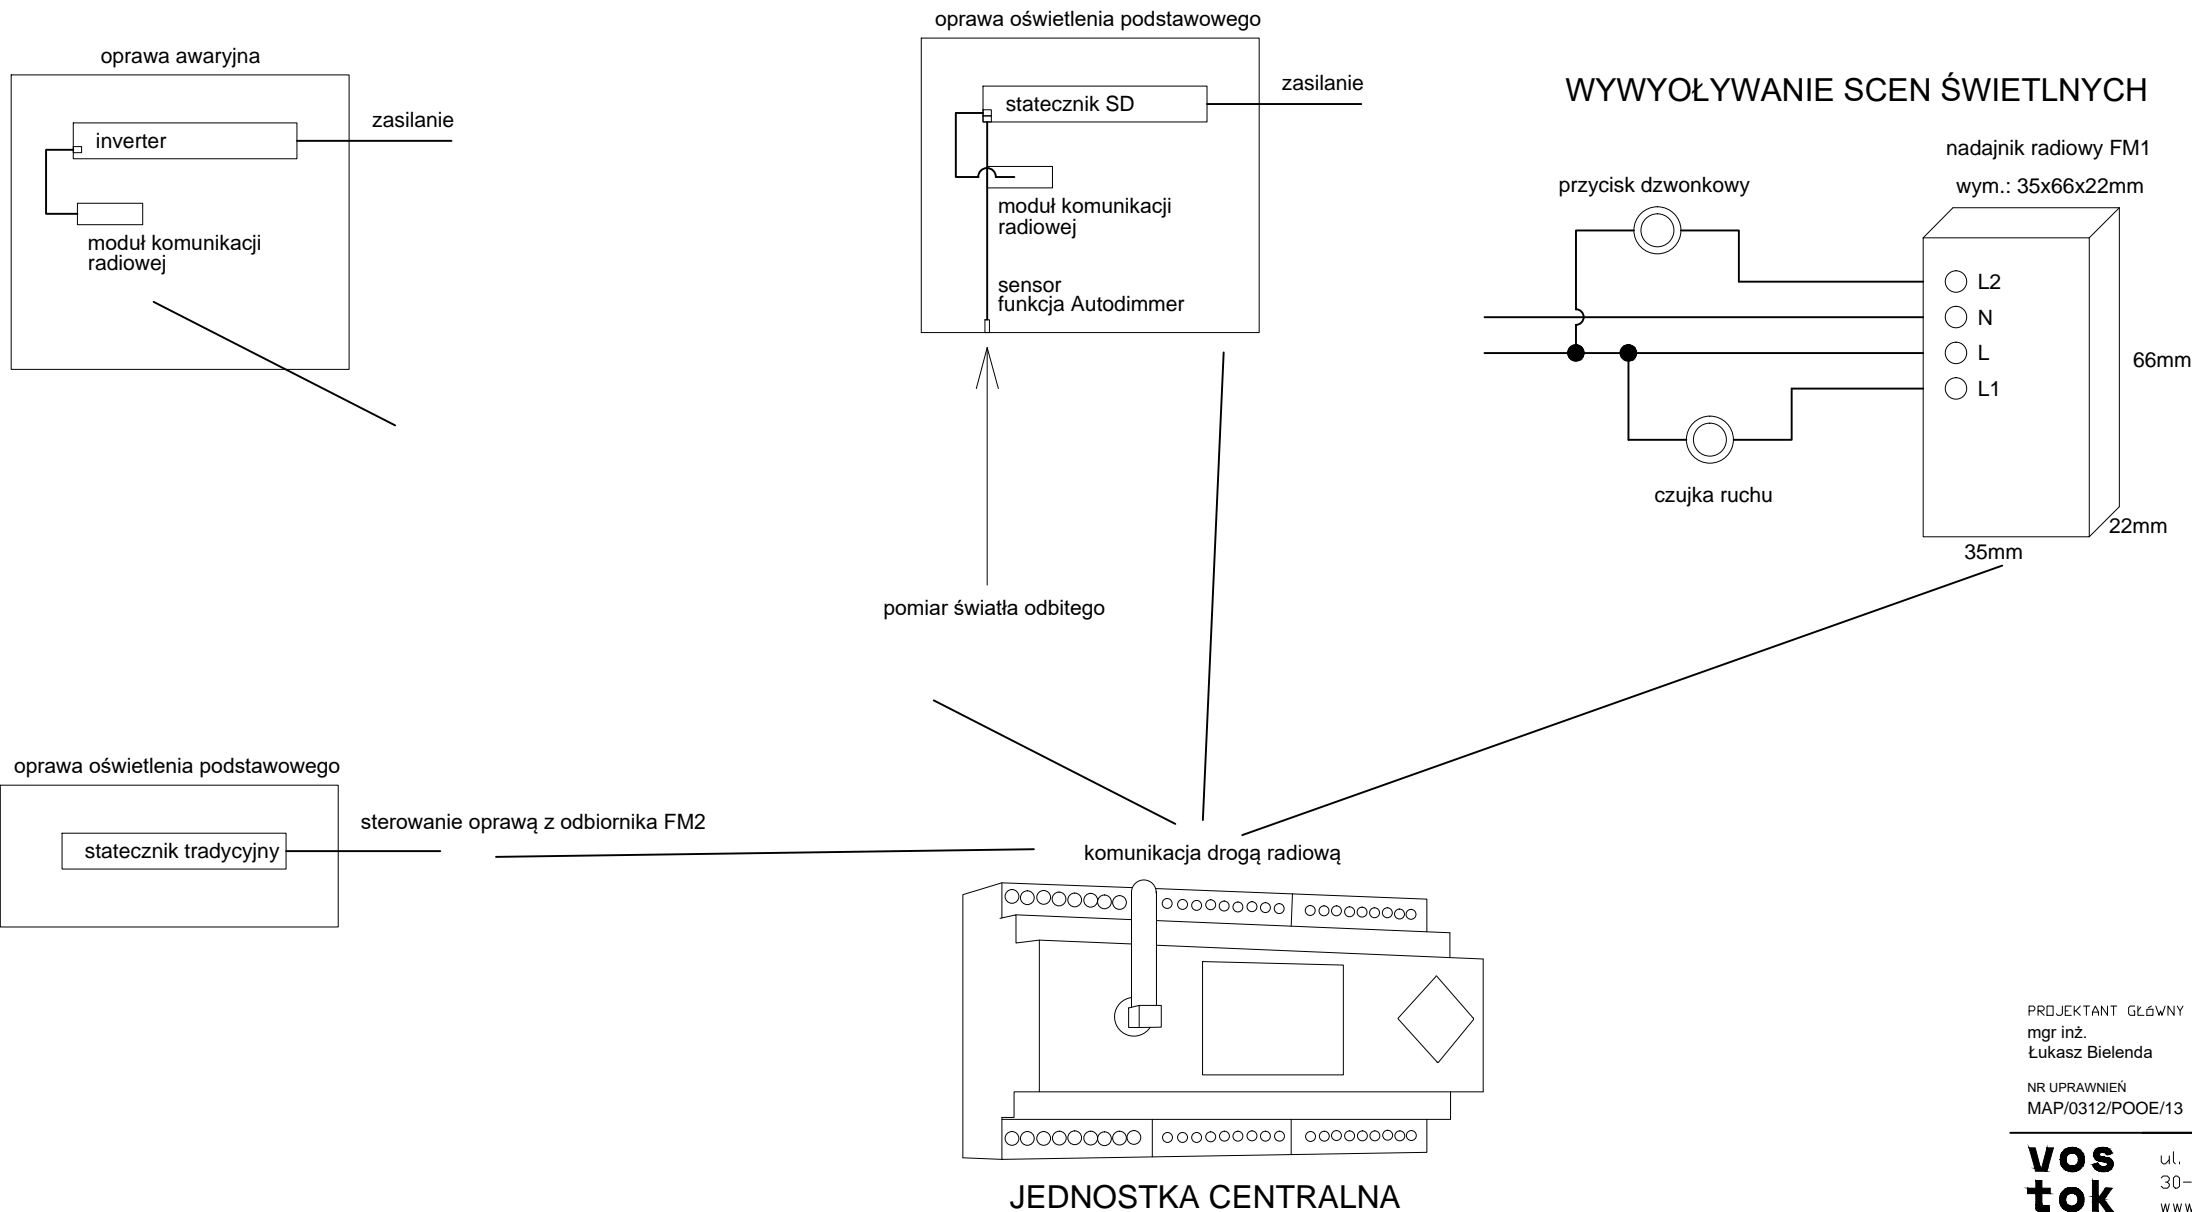 oprawa oświetlenia podstawowego
oprawa awaryjna
zasilanie
inverter
moduł komunikacji
radiowej
zasilanie
statecznik SD
moduł komunikacji
radiowej
sensor
funkcja Autodimmer
pomiar światła odbitego
WYWYOŁYWANIE SCEN ŚWIETLNYCH
nadajnik radiowy FM1
wym.: 35x66x22mm
przycisk dzwonkowy
L2
N
L
L1
66mm
czujka ruchu
22mm
35mm
oprawa oświetlenia podstawowego
statecznik tradycyjny
sterowanie oprawą z odbiornika FM2
komunikacja drogą radiową
JEDNOSTKA CENTRALNA
PROJEKTANT GŁóWNY
mgr inż.
Łukasz Bielenda
NR UPRAWNIEŃ
MAP/0312/POOE/13
vos
tok
ul.
30-
www